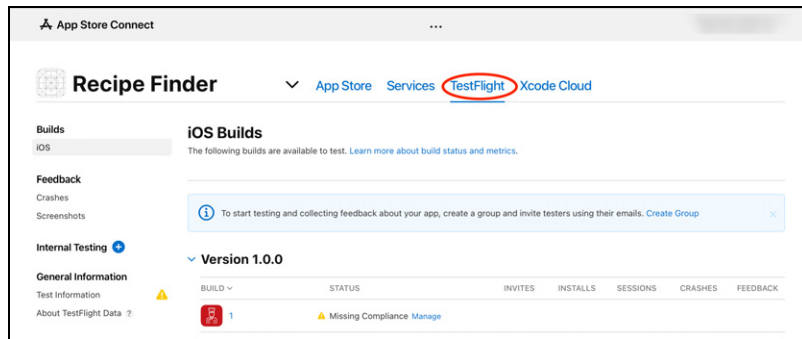 App Store Connect
...
Recipe Finder
App Store Services TestFlight Xcode Cloud
Builds
iOS
Feedback
Crashes
Screenshots
Internal Testing
General Information
Test Information
About TestFlight Data ?
iOS Builds
The following builds are available to test. Learn more about build status and metrics.
To start testing and collecting feedback about your app, create a group and invite testers using their emails. Create Group
Version 1.0.0
BUILD STATUS INVITES INSTALLS SESSIONS CRASHES FEEDBACK
1 Missing Compliance Manage